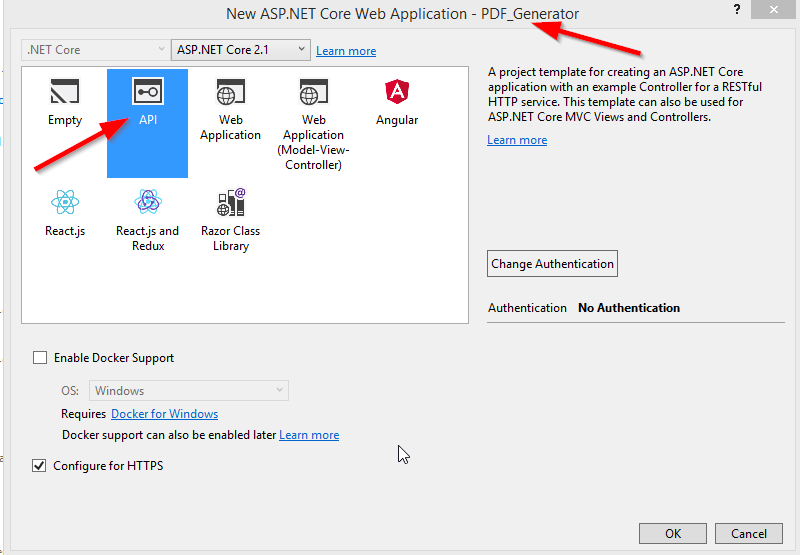 New ASP.NET Core Web Application - PDF_Generator
?
.NET Core
ASP.NET Core 2.1
Learn more
Empty
API
Web
Application
Web
Application
(Model-View-
Controller)
Angular
React.js
React.js and
Redux
Razor Class
Library
A project template for creating an ASP.NET Core
application with an example Controller for a RESTful
HTTP service. This template can also be used for
ASP.NET Core MVC Views and Controllers.
Learn more
Change Authentication
Authentication No Authentication
Enable Docker Support
OS: Windows
Requires Docker for Windows
Docker support can also be enabled later Learn more
Configure for HTTPS
OK
Cancel